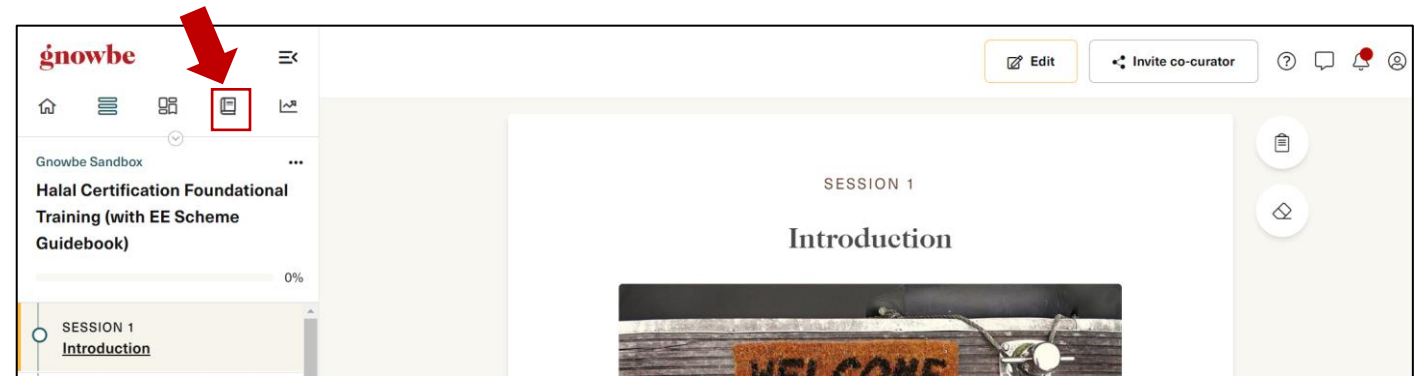 gnowbe
Edit
Invite co-curator
Gnowbe Sandbox
Halal Certification Foundational
Training (with EE Scheme
Guidebook)
0%
SESSION 1
Introduction
SESSION 1
Introduction
WELCOME